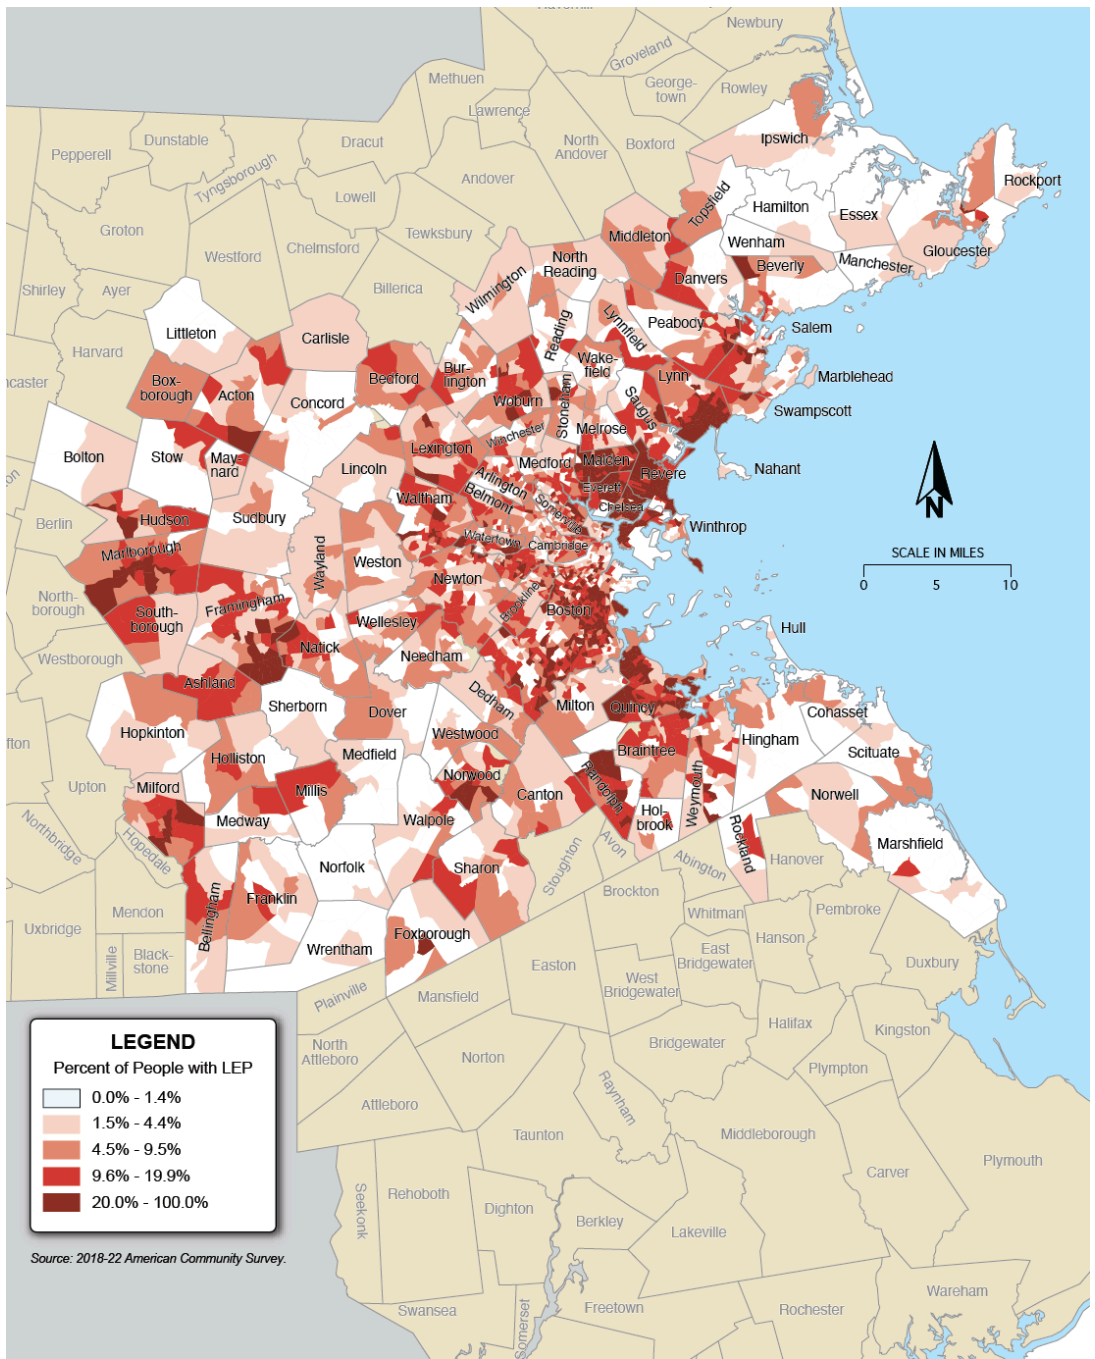 Newbury
Groveland
Methuen
George-
town
Rowley
Lawrence
Dunstable
Dracut
North
Andover
Boxford
Ipswich
Pepperell
Tyngsborough
Andover
Rockport
Lowell
Topsfield
Hamilton
Essex
Groton
Tewksbury
Middleton
Wenham
Westford
Chelmsford
North
Reading
Gloucester
Manchester
Beverly
Danvers
Shirley
Ayer
Billerica
Wilmington
Littleton
Carlisle
Reading
Lynnfield
Peabody
Salem
Harvard
Wake-
field
Bur-
lington
Bedford
Lynn
Marblehead
ncaster
Box-
borough
Acton
Concord
Woburn
Stoneham
Saugus
Swampscott
Winchester
Melrose
Lexington
Bolton
Stow
May-
nard
Lincoln
Medford
Malden
Revere
Nahant
Arlington
Everett
Waltham
Belmont
Somerville
Chelsea
Berlin
Hudson
Sudbury
Winthrop
Watertown
Cambridge
Marlborough
Wayland
Weston
N
SCALE IN MILES
0
5
10
Newton
North-
borough
South-
borough
Framingham
Brookline
Boston
Wellesley
Hull
Natick
Needham
Westborough
Ashland
Dedham
Milton
Quincy
Sherborn
Dover
Cohasset
Hopkinton
Westwood
Hingham
Scituate
fton
Holliston
Medfield
Braintree
Norwood
Upton
Milford
Millis
Canton
Randolph
Weymouth
Norwell
Hol-
brook
Medway
Walpole
Northbridge
Hopedale
Avon
Rockland
Marshfield
Hanover
Norfolk
Sharon
Stoughton
Abington
Brockton
Franklin
Mendon
Bellingham
Whitman
Pembroke
Uxbridge
Foxborough
Hanson
Wrentham
East
Bridgewater
Millville
Black-
stone
Easton
Duxbury
West
Bridgewater
Plainville
Mansfield
Halifax
Kingston
North
Attleboro
Norton
Bridgewater
Plympton
Raynham
Attleboro
Taunton
Middleborough
Plymouth
Carver
Seekonk
Rehoboth
Dighton
Berkley
Lakeville
Wareham
Swansea
Somerset
Freetown
Rochester
LEGEND
Percent of People with LEP
0.0% - 1.4%
1.5% - 4.4%
4.5% - 9.5%
9.6% - 19.9%
20.0% - 100.0%
Source: 2018-22 American Community Survey.